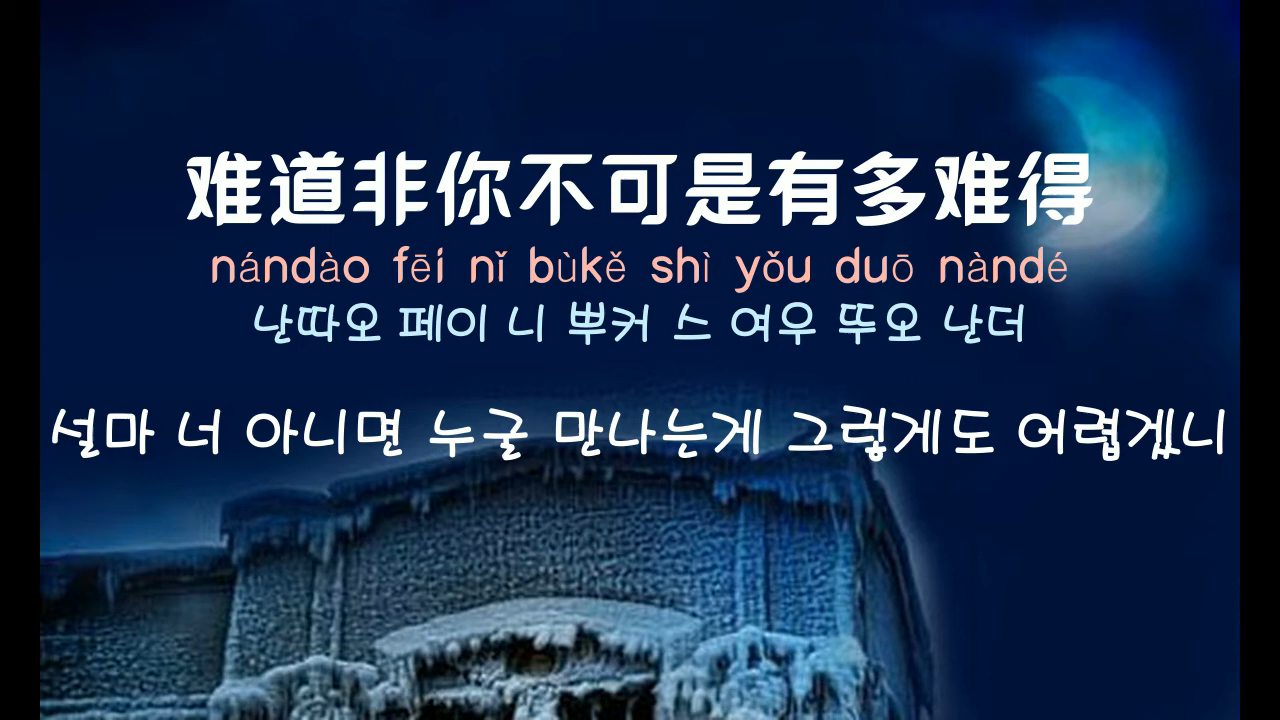 难道非你不可是有多难得
nándào fēi nǐ bùkě shì yǒu duō nàndé
난따오 페이 니 뿌커 스 여우 뚜오 난더
설마 너 아니면 누굴 만나는게 그렇게도 어렵겠니